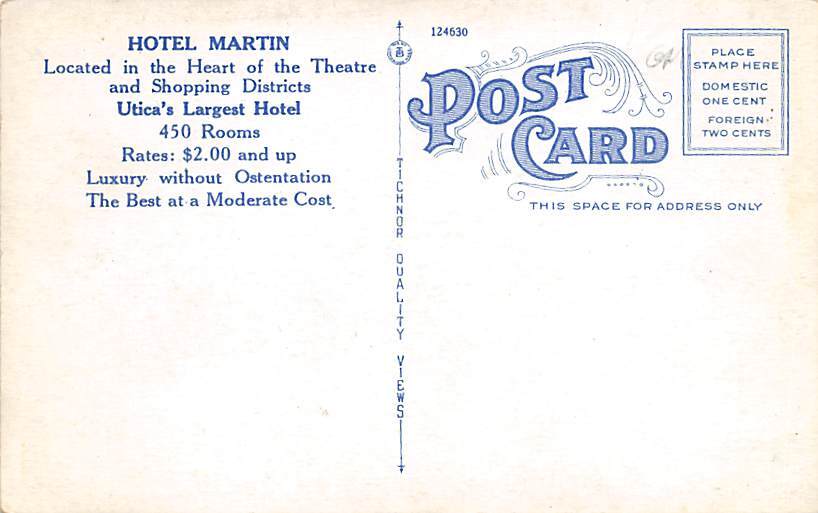 HOTEL MARTIN
Located in the Heart of the Theatre
and Shopping Districts
Utica's Largest Hotel
450 Rooms
Rates: $2.00 and up
Luxury without Ostentation
The Best at a Moderate Cost.
TICHNOR QUALITY VIEWS
124630
POST CARD
PLACE
STAMP HERE
DOMESTIC
ONE CENT
FOREIGN
TWO CENTS
THIS SPACE FOR ADDRESS ONLY